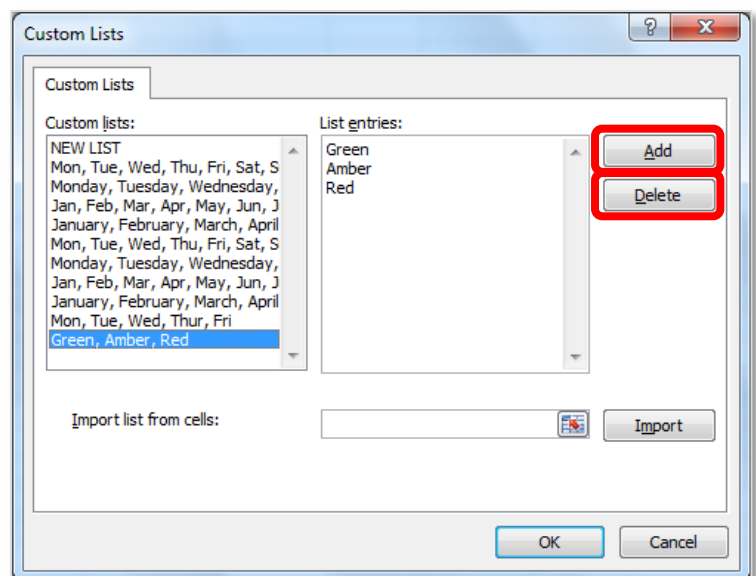 Custom Lists
Custom Lists
Custom lists:
NEW LIST
Mon, Tue, Wed, Thu, Fri, Sat, S
Monday, Tuesday, Wednesday,
Jan, Feb, Mar, Apr, May, Jun, J
January, February, March, April
Mon, Tue, Wed, Thu, Fri, Sat, S
Monday, Tuesday, Wednesday,
Jan, Feb, Mar, Apr, May, Jun, J
January, February, March, April
Mon, Tue, Wed, Thur, Fri
Green, Amber, Red
List entries:
Green
Amber
Red
Add
Delete
Import list from cells:
Import
OK
Cancel